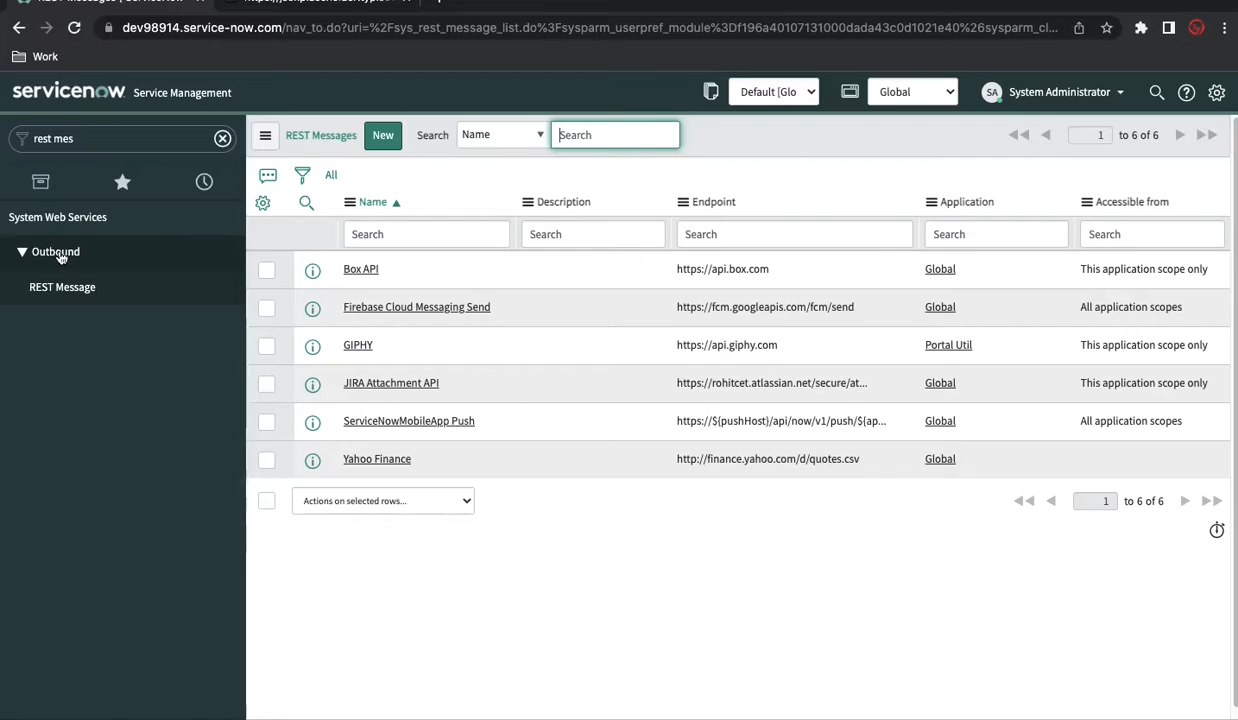 dev98914.service-now.com/nav_to.do?uri=%2Fsys_rest_message_list.do%3Fsysparm_userpref_module%3Df196a40107131000dada43c0d1021e40%26sysparm_cl...
Work
servicenow Service Management
Default [Glo
Global
SA System Administrator
rest mes
REST Messages New Search Name Search
1 to 6 of 6
All
System Web Services
Outbound
REST Message
Name Description Endpoint Application Accessible from
Search Search Search Search Search
Box API https://api.box.com Global This application scope only
Firebase Cloud Messaging Send https://fcm.googleapis.com/fcm/send Global All application scopes
GIPHY https://api.giphy.com Portal Util This application scope only
JIRA Attachment API https://rohitcet.atlassian.net/secure/at... Global This application scope only
ServiceNowMobileApp Push https://${pushHost}/api/now/v1/push/${ap... Global All application scopes
Yahoo Finance http://finance.yahoo.com/d/quotes.csv Global
Actions on selected rows...
1 to 6 of 6